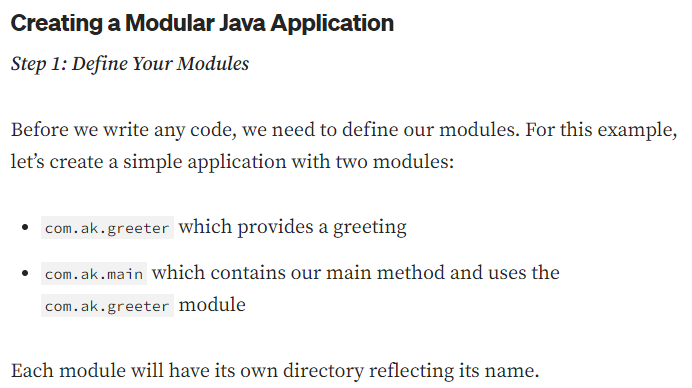 Creating a Modular Java Application
Step 1: Define Your Modules
Before we write any code, we need to define our modules. For this example,
let’s create a simple application with two modules:
• com.ak.greeter which provides a greeting
• com.ak.main which contains our main method and uses the
com.ak.greeter module
Each module will have its own directory reflecting its name.